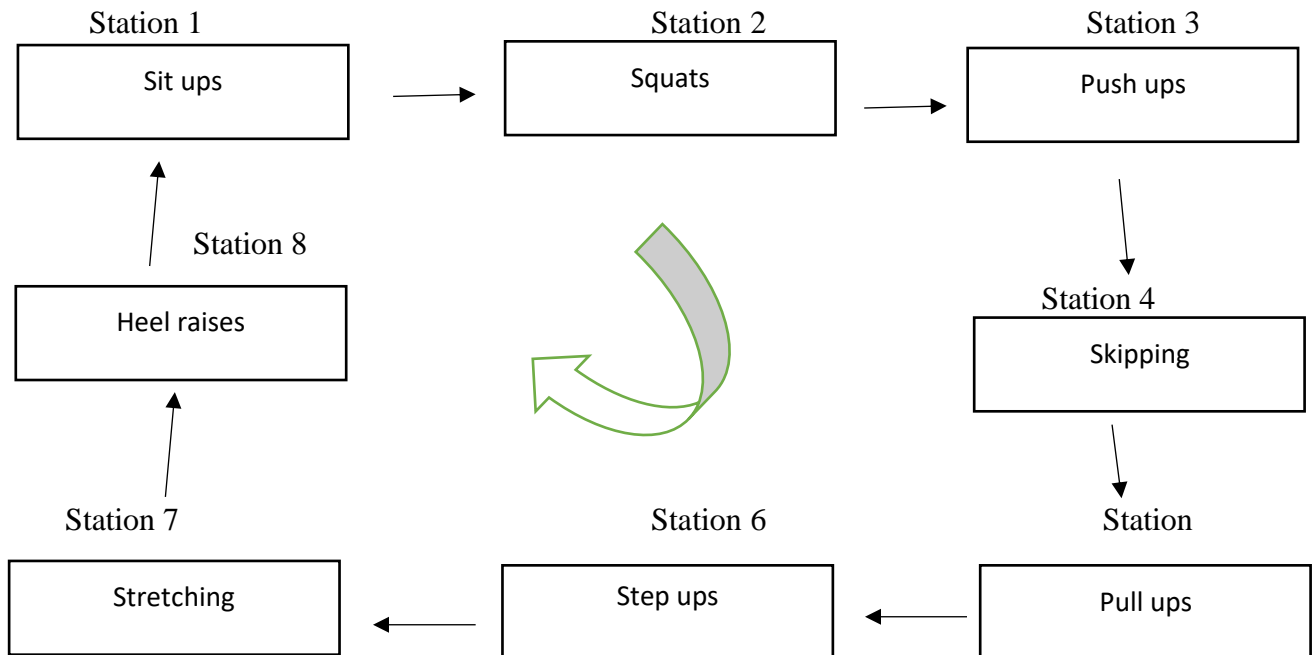 Station 1
Station 2
Station 3
Sit ups
Squats
Push ups
Station 8
Heel raises
Station 4
Skipping
Station 7
Station 6
Station
Stretching
Step ups
Pull ups